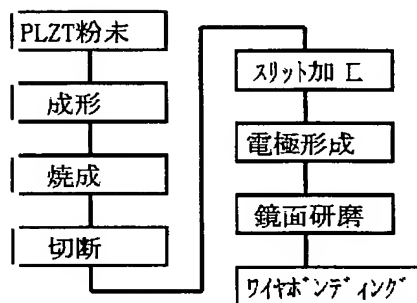 PLZT粉末
成形
焼成
切断
スリット加工
電極形成
鏡面研磨
ワイヤボンディング